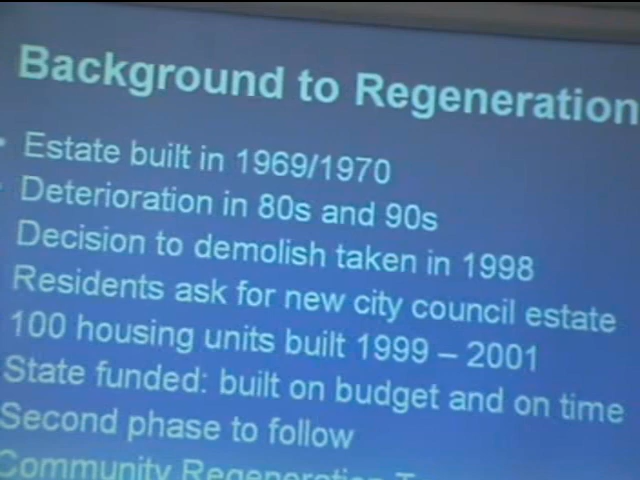 Background to Regeneration
• Estate built in 1969/1970
• Deterioration in 80s and 90s
Decision to demolish taken in 1998
Residents ask for new city council estate
100 housing units built 1999 – 2001
State funded: built on budget and on time
Second phase to follow
Community Regeneration